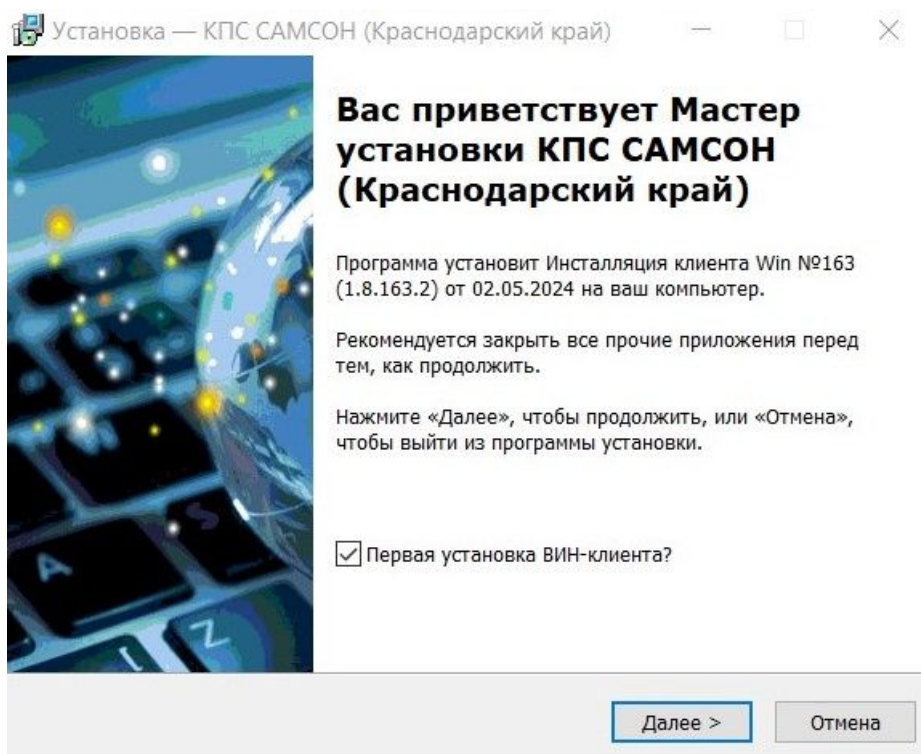 Установка — КПС САМСОН (Краснодарский край)
Вас приветствует Мастер
установки КПС САМСОН
(Краснодарский край)
Программа установит Инсталляция клиента Win №163
(1.8.163.2) от 02.05.2024 на ваш компьютер.
Рекомендуется закрыть все прочие приложения перед
тем, как продолжить.
Нажмите «Далее», чтобы продолжить, или «Отмена»,
чтобы выйти из программы установки.
Первая установка ВИН-клиента?
A
S
Z
Далее >
Отмена